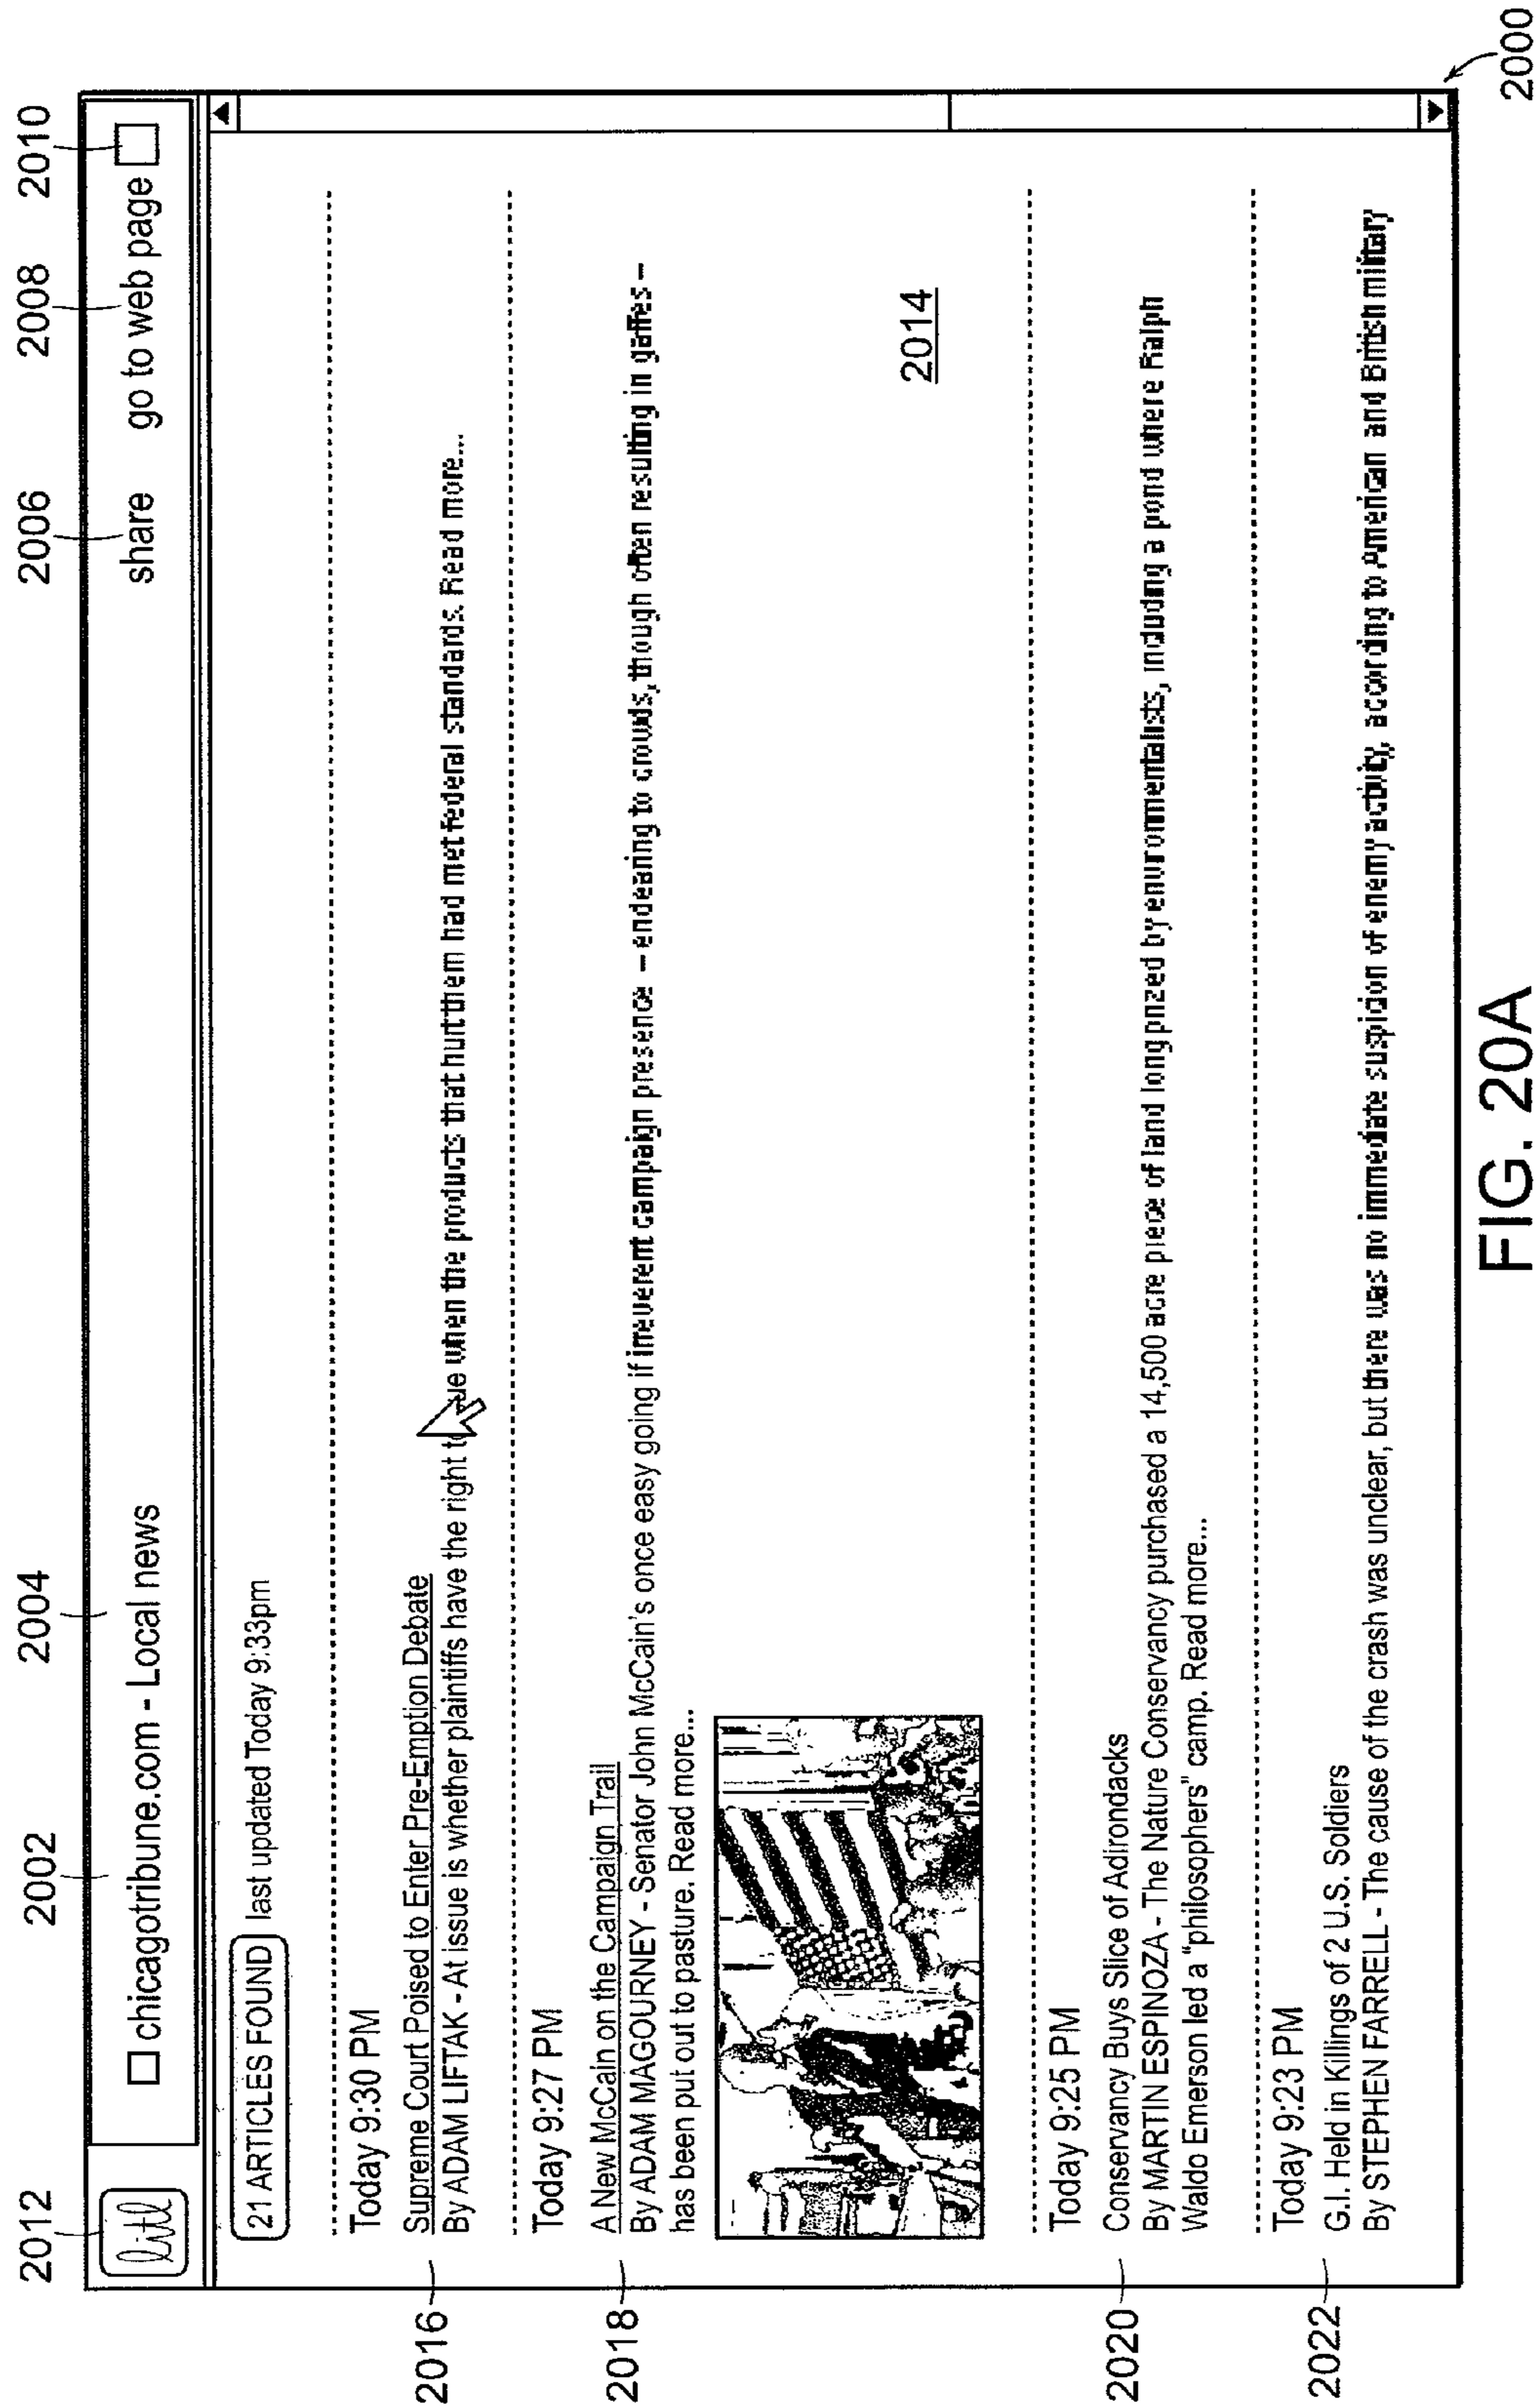 2012 2002 2004 2006 2008 2010
litl chicagotribune.com - Local news share go to web page
21 ARTICLES FOUND last updated Today 9:33pm
Today 9:30 PM
2016 Supreme Court Poised to Enter Pre-Emption Debate
By ADAM LIFTAK - At issue is whether plaintiffs have the right to sue when the products that hurt them had met federal standards. Read more...
Today 9:27 PM
2018 A New McCain on the Campaign Trail
By ADAM MAGOURNEY - Senator John McCain's once easy going if irreverent campaign presence – endearing to crowds, though often resulting in gaffes –
has been put out to pasture. Read more...
2014
Today 9:25 PM
2020 Conservancy Buys Slice of Adirondacks
By MARTIN ESPINOZA - The Nature Conservancy purchased a 14,500 acre piece of land long prized by environmentalists, including a pond where Ralph
Waldo Emerson led a "philosophers" camp. Read more...
Today 9:23 PM
2022 G.I. Held in Killings of 2 U.S. Soldiers
By STEPHEN FARRELL - The cause of the crash was unclear, but there was no immediate suspicion of enemy activity, according to American and British military
2000
FIG. 20A